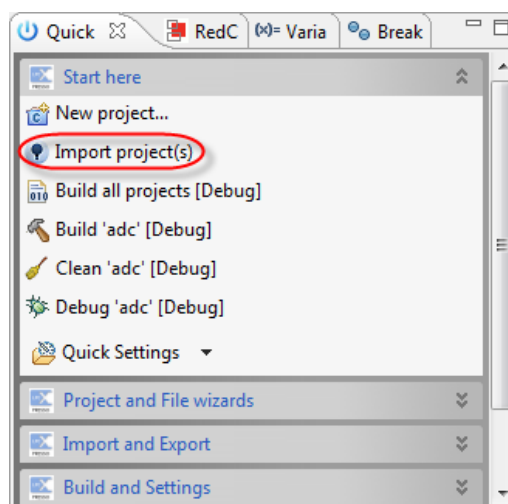 Quick RedC (x)= Varia Break
Start here
New project...
Import project(s)
Build all projects [Debug]
Build 'adc' [Debug]
Clean 'adc' [Debug]
Debug 'adc' [Debug]
Quick Settings
Project and File wizards
Import and Export
Build and Settings